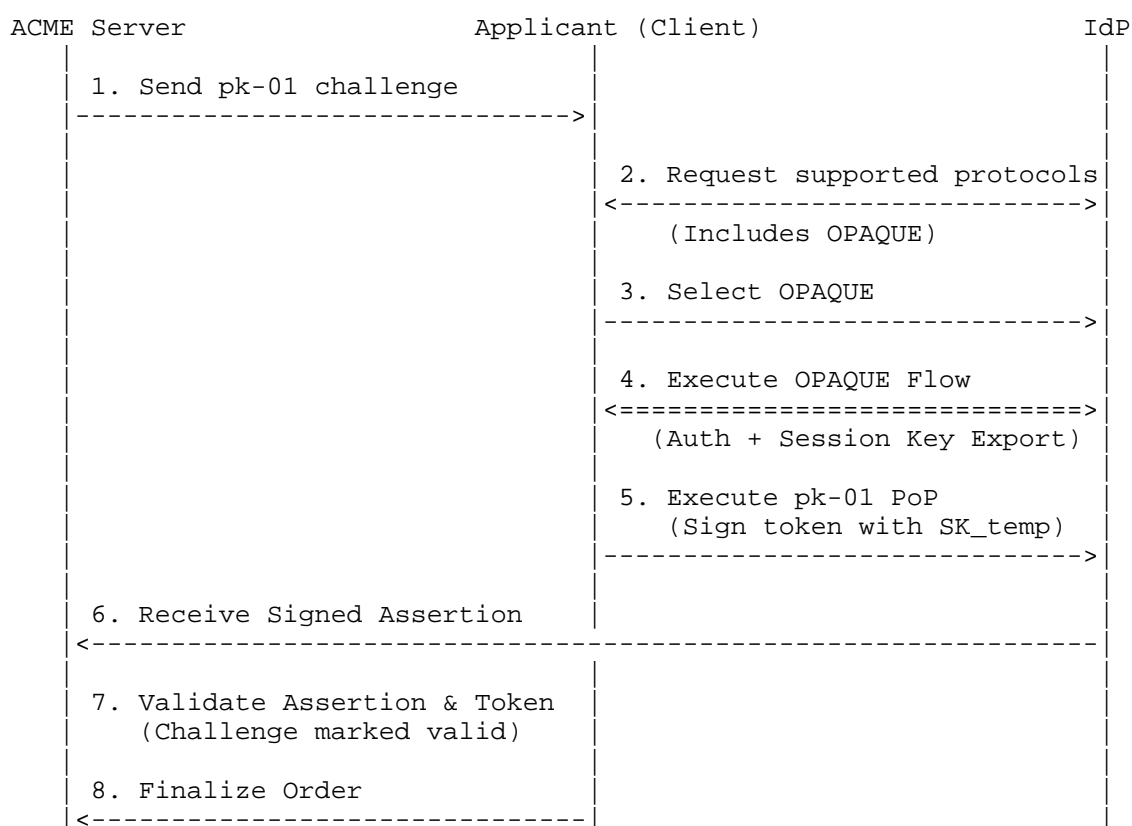 ACME Server Applicant (Client) IdP
1. Send pk-01 challenge
2. Request supported protocols
(Includes OPAQUE)
3. Select OPAQUE
4. Execute OPAQUE Flow
(Auth + Session Key Export)
5. Execute pk-01 PoP
(Sign token with SK_temp)
6. Receive Signed Assertion
7. Validate Assertion & Token
(Challenge marked valid)
8. Finalize Order